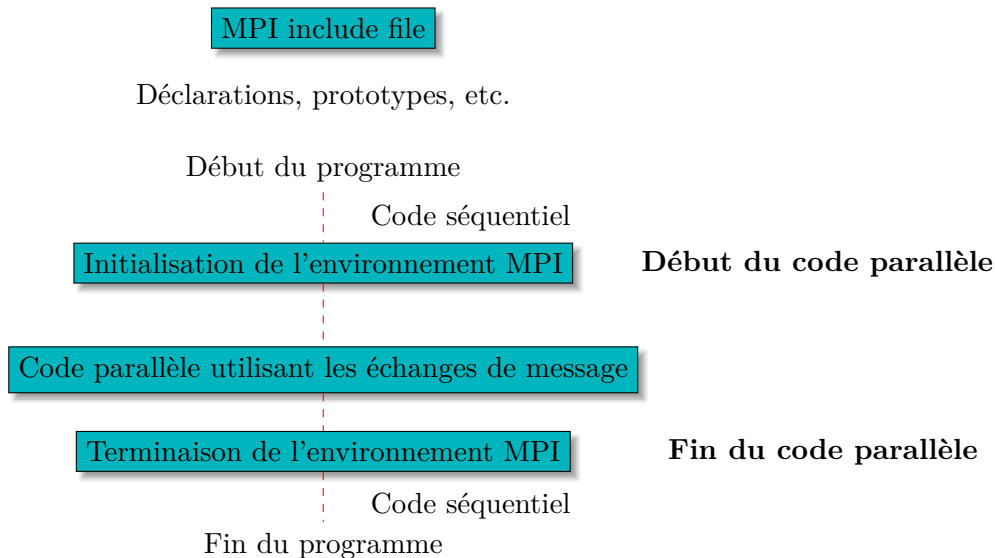 MPI include file
Déclarations, prototypes, etc.
Début du programme
Code séquentiel
Initialisation de l'environnement MPI
Début du code parallèle
Code parallèle utilisant les échanges de message
Terminaison de l'environnement MPI
Fin du code parallèle
Code séquentiel
Fin du programme